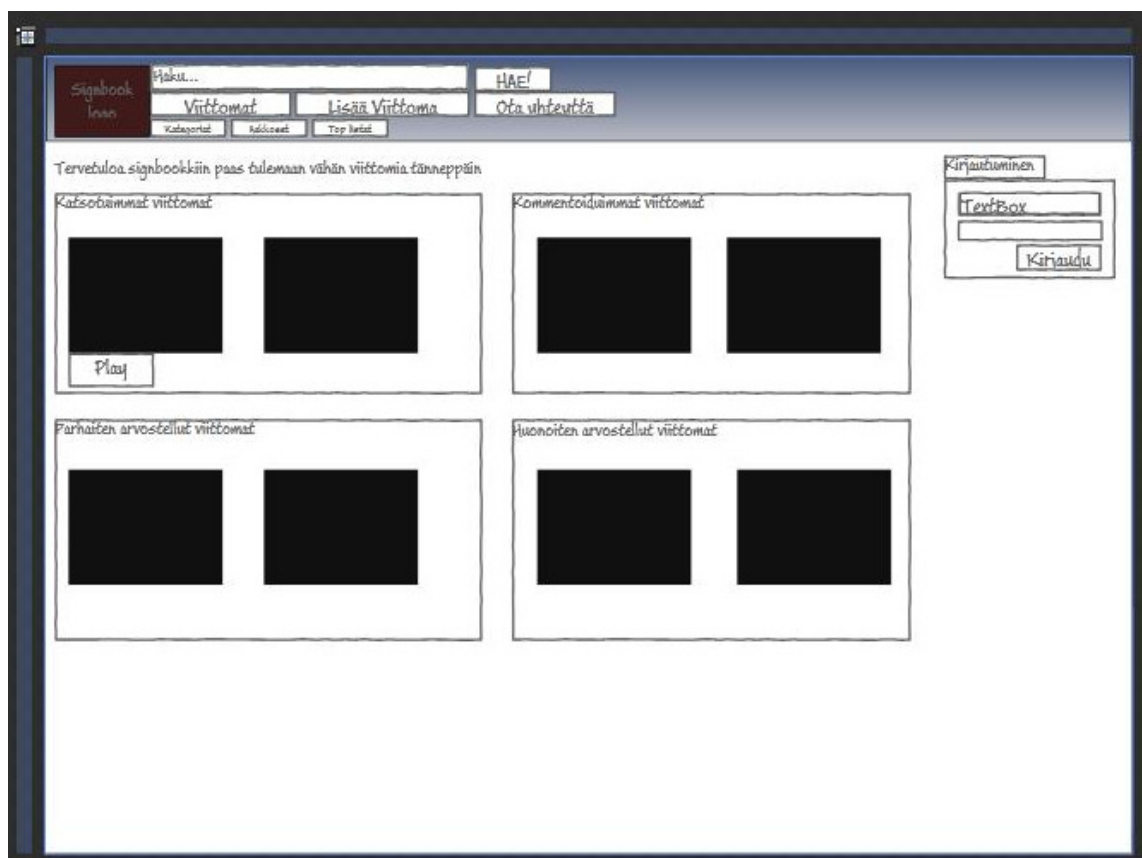 Signbook
logo
Haku...
HAE!
Viittomat
Lisää Viittoma
Ota yhteyttä
Kategoriat
Aakkoset
Top listat
Tervetuloa signbookkiin paas tulemaan vähän viittomia tänneppäin
Kirjautuminen
TextBox
Kirjaudu
Katsotuimmat viittomat
Kommentoiduimmat viittomat
Play
Parhaiten arvostellut viittomat
Huonoiten arvostellut viittomat